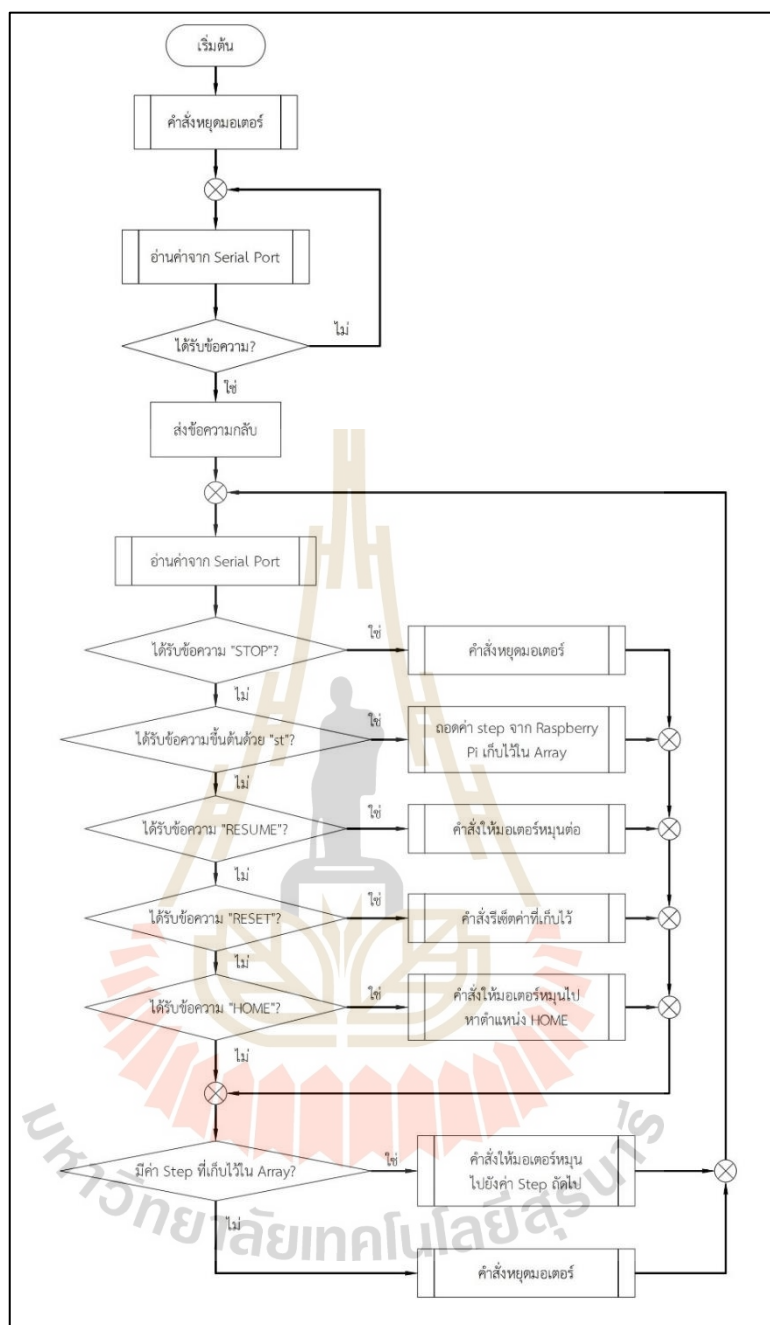 เริ่มต้น
คำสั่งหยุดมอเตอร์
อ่านค่าจาก Serial Port
ไม่
ได้รับข้อความ?
ใช่
ส่งข้อความกลับ
อ่านค่าจาก Serial Port
ใช่
ได้รับข้อความ "STOP"?
คำสั่งหยุดมอเตอร์
ไม่
ใช่
ได้รับข้อความขึ้นต้นด้วย "st"?
ถอดค่า step จาก Raspberry
Pi เก็บไว้ใน Array
ไม่
ใช่
ได้รับข้อความ "RESUME"?
คำสั่งให้มอเตอร์หมุนต่อ
ไม่
ใช่
ได้รับข้อความ "RESET"?
คำสั่งรีเซ็ตค่าที่เก็บไว้
ไม่
ใช่
ได้รับข้อความ "HOME"?
คำสั่งให้มอเตอร์หมุนไป
หาตำแหน่ง HOME
ไม่
ใช่
มีค่า Step ที่เก็บไว้ใน Array?
คำสั่งให้มอเตอร์หมุน
ไปยังค่า Step ถัดไป
ไม่
คำสั่งหยุดมอเตอร์
มหาวิทยาลัยเทคโนโลยีสุรนารี